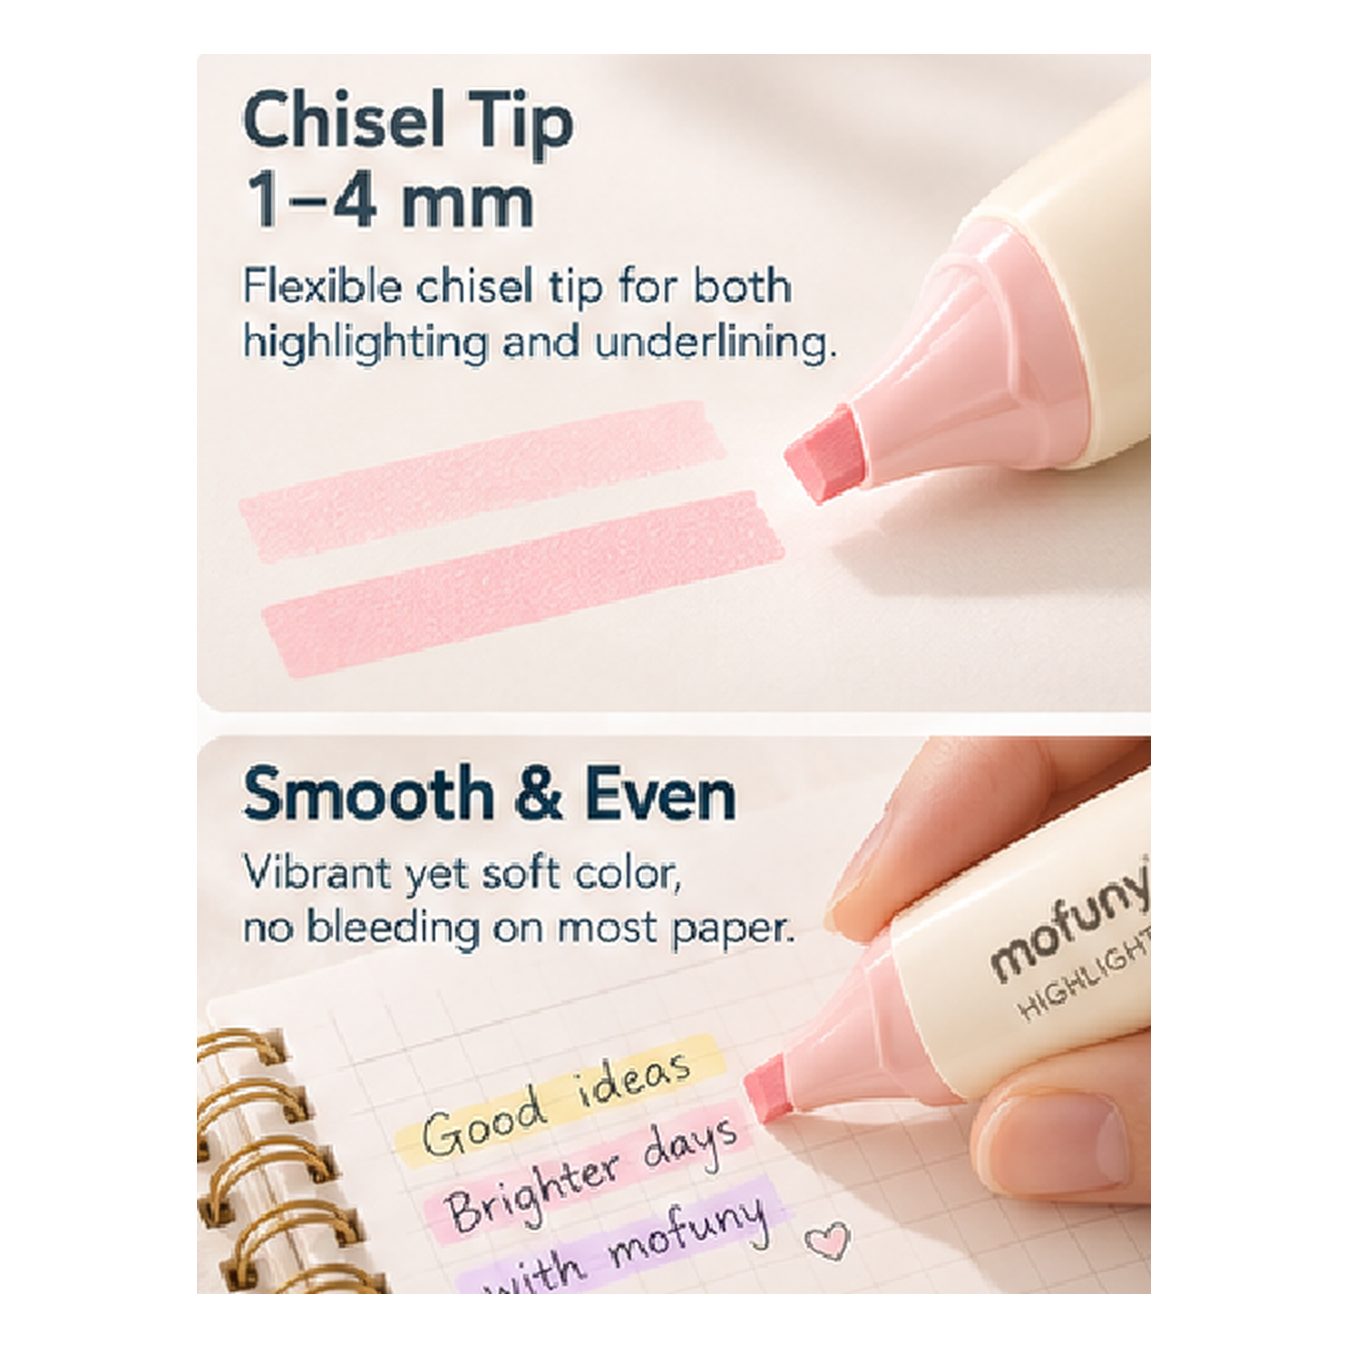 Chisel Tip
1–4 mm
Flexible chisel tip for both
highlighting and underlining.
Smooth & Even
Vibrant yet soft color,
no bleeding on most paper.
mofuny
HIGHLIGHT
Good ideas
Brighter days
with mofuny